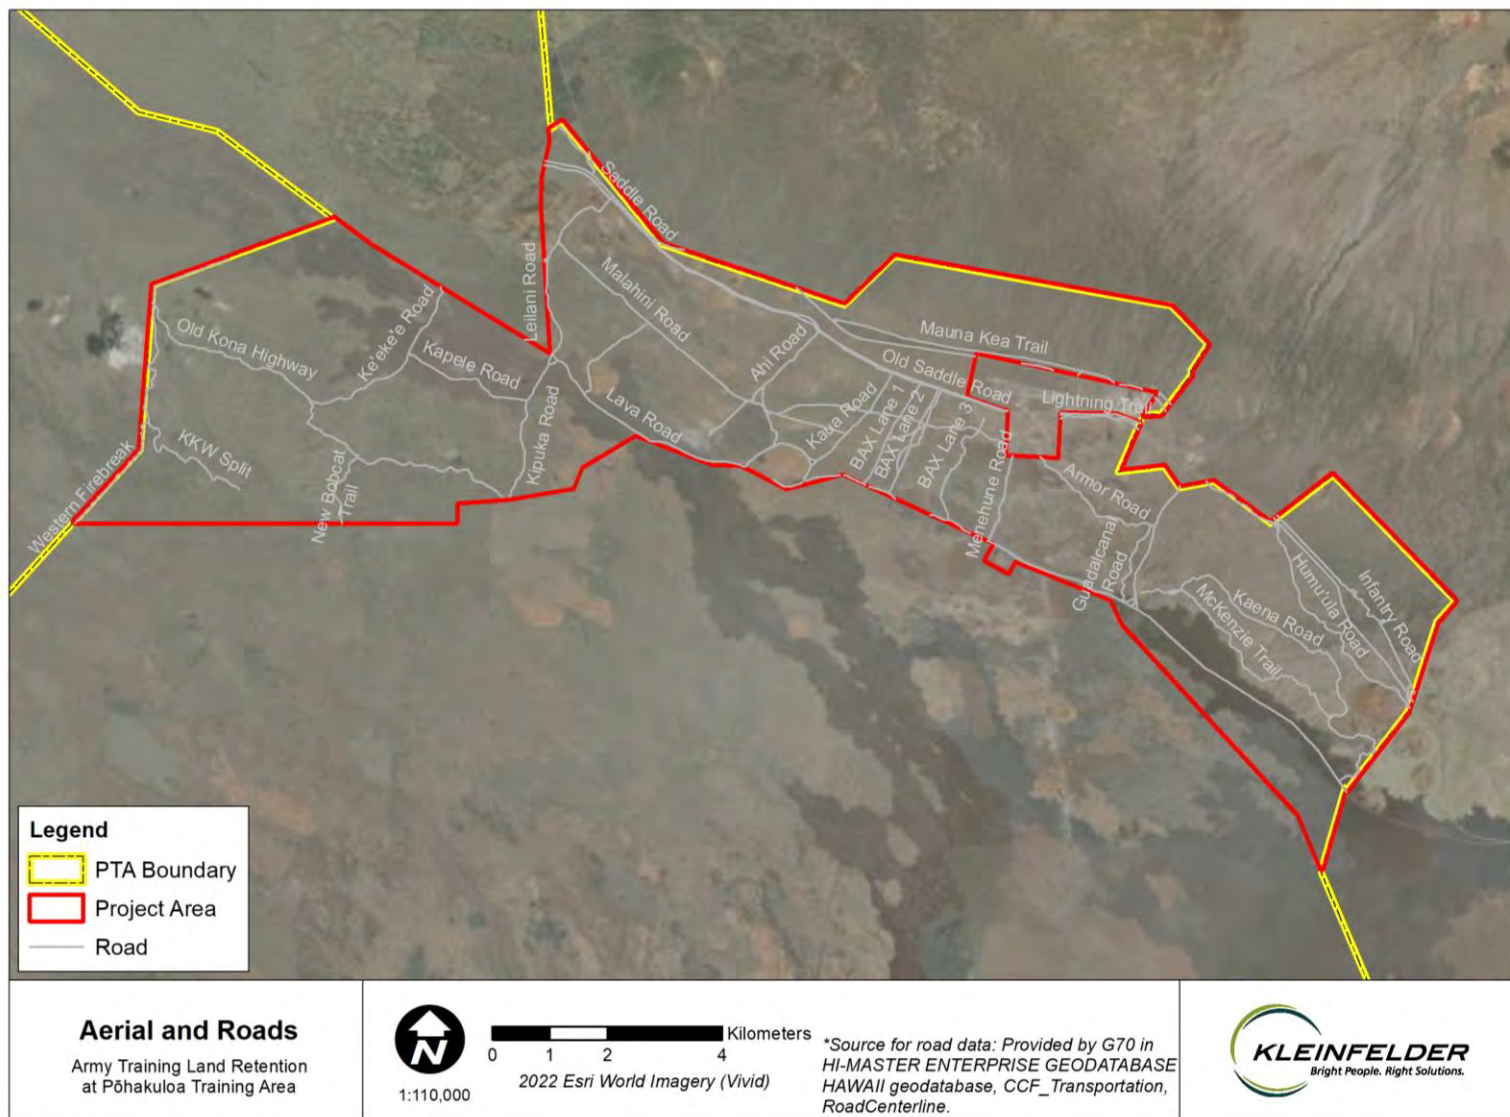 Saddle Road
Leilani Road
Malahini Road
Mauna Kea Trail
Old Kona Highway
Ke'eke'e Road
Kapele Road
Ahi Road
Old Saddle Road
Lightning Trail
Lava Road
Kaua Road
BAX Lane 1
BAX Lane 2
BAX Lane 3
Kipuka Road
KKW Split
Western Firebreak
New Bobcat
Trail
Menehune Road
Armor Road
Guadalcanal
Road
Infantry Road
Humu'ula Road
Kaena Road
McKenzie Trail
Legend
PTA Boundary
Project Area
Road
Aerial and Roads
Army Training Land Retention
at Pōhakuloa Training Area
N
1:110,000
Kilometers
0 1 2 4
2022 Esri World Imagery (Vivid)
*Source for road data: Provided by G70 in
HI-MASTER ENTERPRISE GEODATABASE
HAWAII geodatabase, CCF_Transportation,
RoadCenterline.
KLEINFELDER
Bright People. Right Solutions.